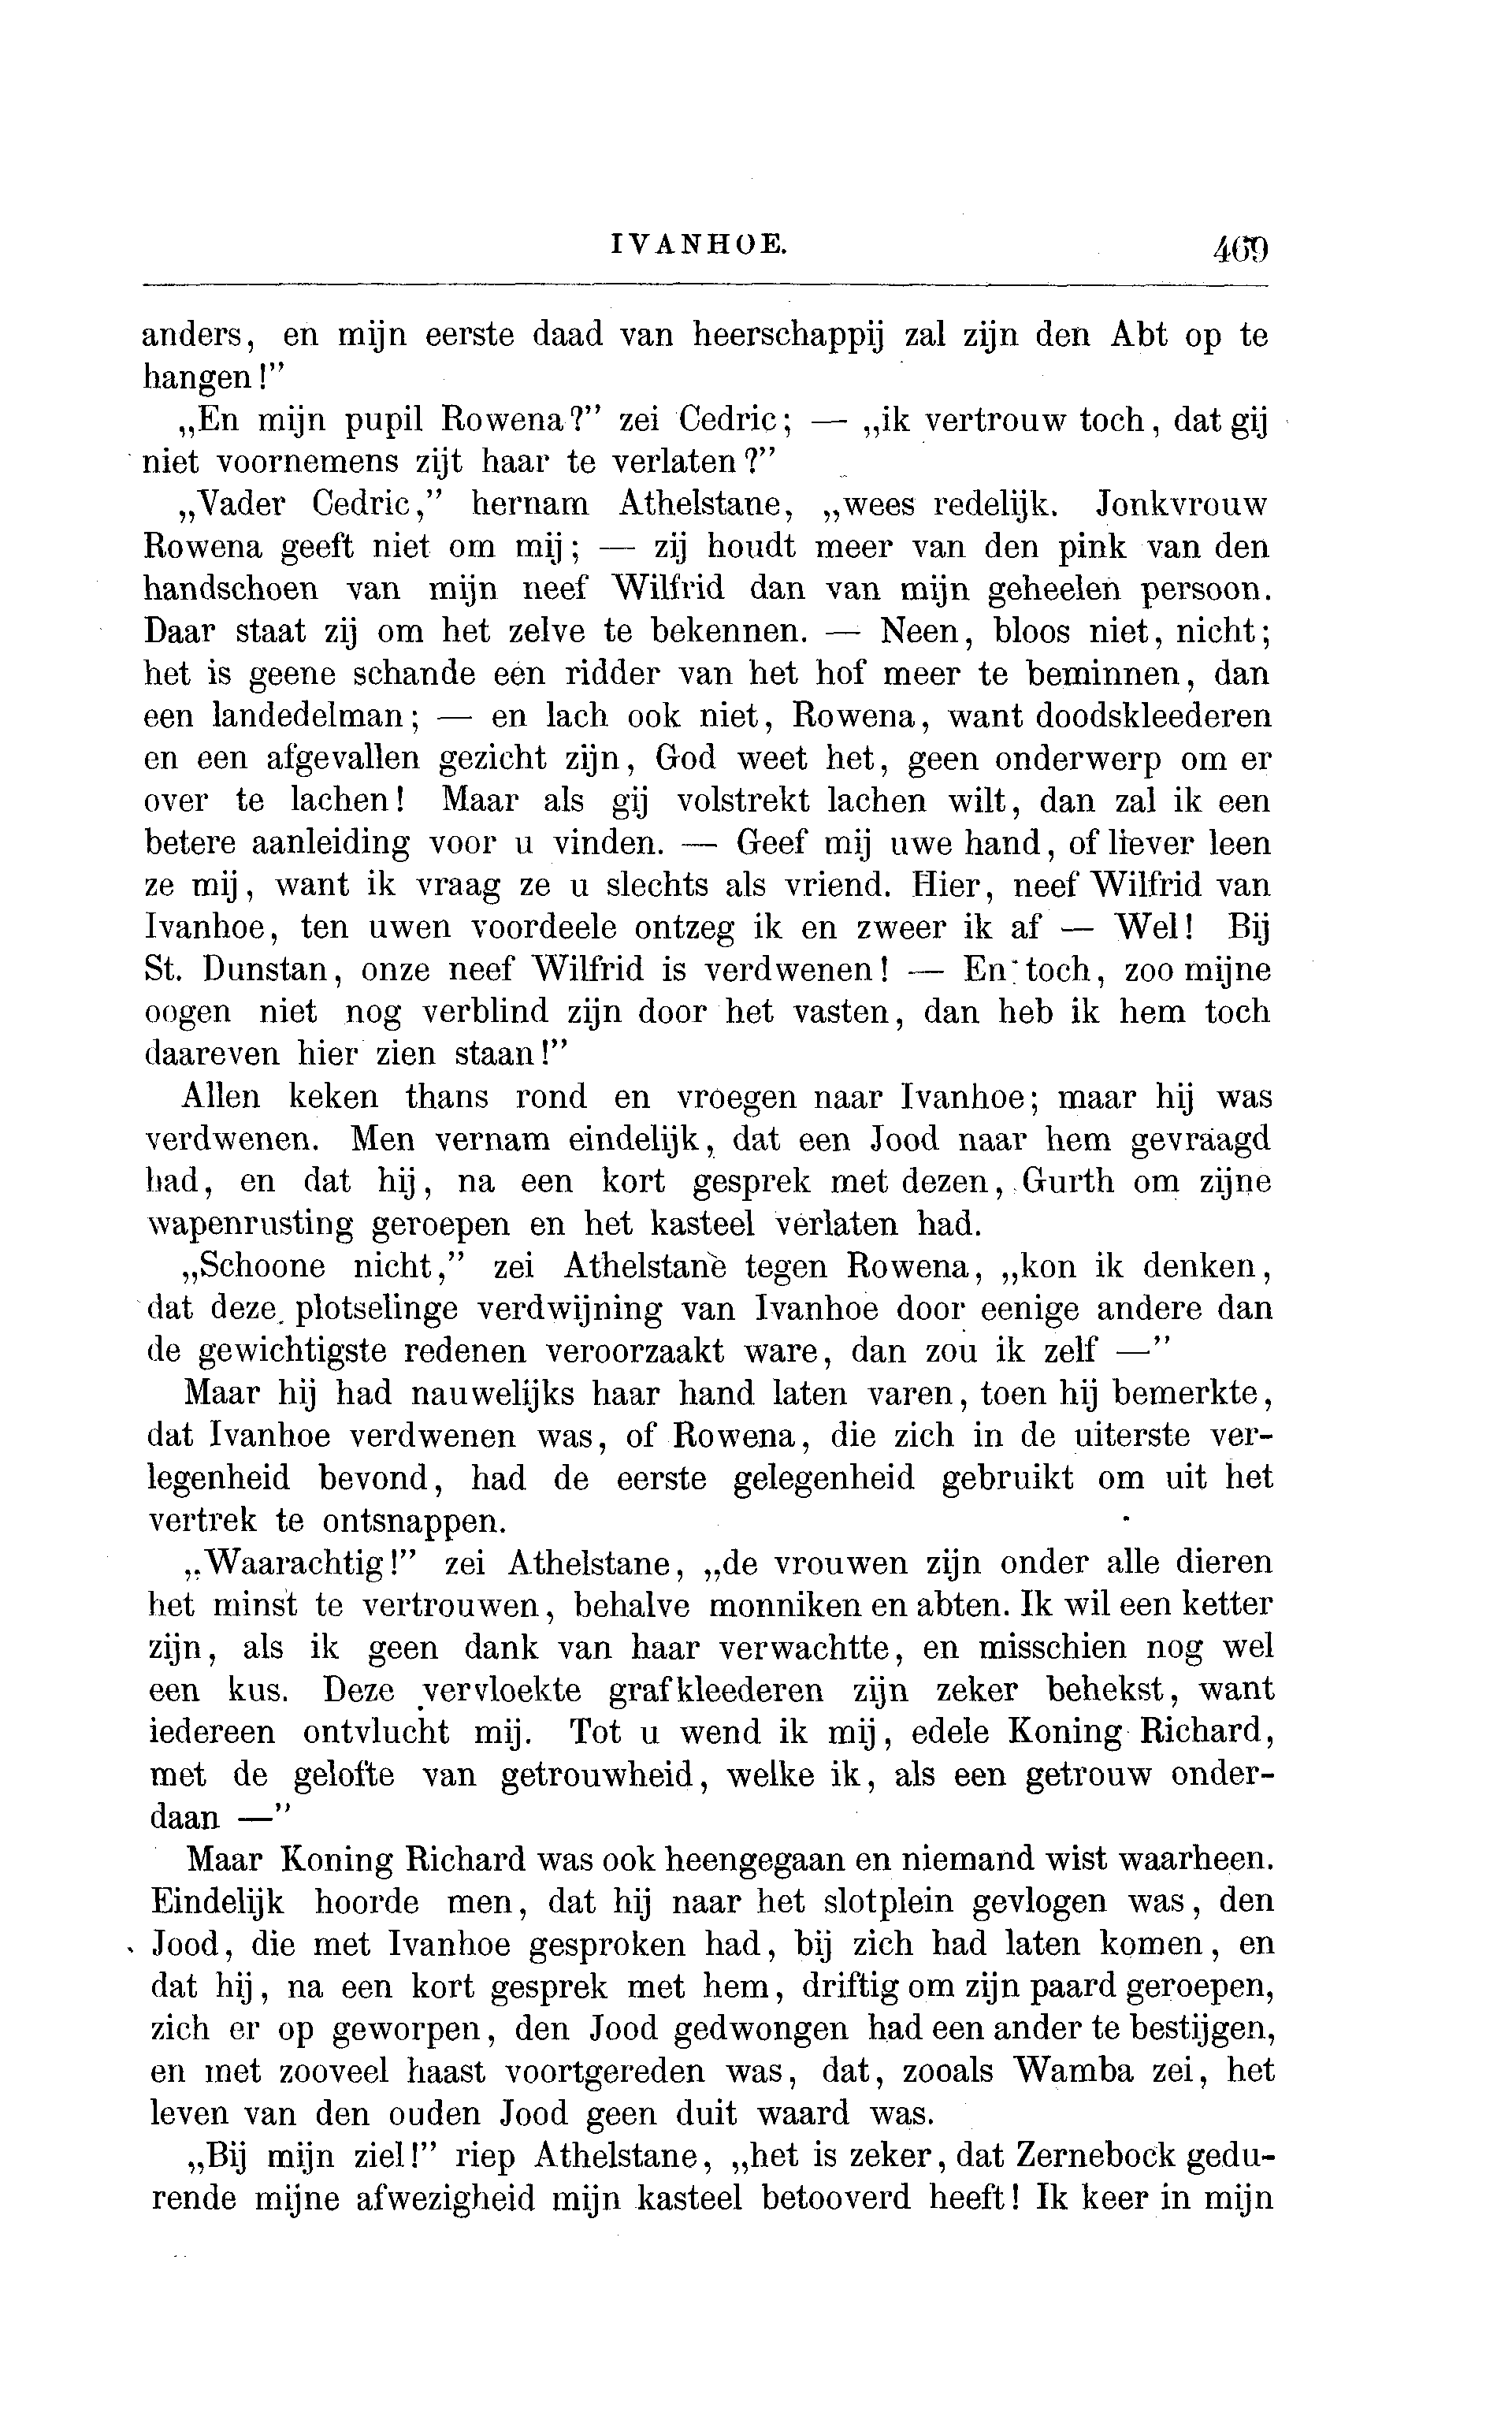 IVANHOE. 469
anders, en mijn eerste daad van heerschappij zal zijn den Abt op te
hangen!”
„En mijn pupil Rowena?” zei Cedric; — „ik vertrouw toch, dat gij
niet voornemens zijt haar te verlaten?”
„Vader Cedric,” hernam Athelstane, „wees redelijk. Jonkvrouw
Rowena geeft niet om mij; — zij houdt meer van den pink van den
handschoen van mijn neef Wilfrid dan van mijn geheelen persoon.
Daar staat zij om het zelve te bekennen. — Neen, bloos niet, nicht;
het is geene schande een ridder van het hof meer te beminnen, dan
een landedelman; — en lach ook niet, Rowena, want doodskleederen
en een afgevallen gezicht zijn, God weet het, geen onderwerp om er
over te lachen! Maar als gij volstrekt lachen wilt, dan zal ik een
betere aanleiding voor u vinden. — Geef mij uwe hand, of liever leen
ze mij, want ik vraag ze u slechts als vriend. Hier, neef Wilfrid van
Ivanhoe, ten uwen voordeele ontzeg ik en zweer ik af — Wel! Bij
St. Dunstan, onze neef Wilfrid is verdwenen! — En toch, zoo mijne
oogen niet nog verblind zijn door het vasten, dan heb ik hem toch
daareven hier zien staan!”
Allen keken thans rond en vroegen naar Ivanhoe; maar hij was
verdwenen. Men vernam eindelijk, dat een Jood naar hem gevraagd
had, en dat hij, na een kort gesprek met dezen, Gurth om zijne
wapenrusting geroepen en het kasteel verlaten had.
„Schoone nicht,” zei Athelstane tegen Rowena, „kon ik denken,
dat deze plotselinge verdwijning van Ivanhoe door eenige andere dan
de gewichtigste redenen veroorzaakt ware, dan zou ik zelf —”
Maar hij had nauwelijks haar hand laten varen, toen hij bemerkte,
dat Ivanhoe verdwenen was, of Rowena, die zich in de uiterste ver-
legenheid bevond, had de eerste gelegenheid gebruikt om uit het
vertrek te ontsnappen.
„Waarachtig!” zei Athelstane, „de vrouwen zijn onder alle dieren
het minst te vertrouwen, behalve monniken en abten. Ik wil een ketter
zijn, als ik geen dank van haar verwachtte, en misschien nog wel
een kus. Deze vervloekte grafkleederen zijn zeker behekst, want
iedereen ontvlucht mij. Tot u wend ik mij, edele Koning Richard,
met de gelofte van getrouwheid, welke ik, als een getrouw onder-
daan —”
Maar Koning Richard was ook heengegaan en niemand wist waarheen.
Eindelijk hoorde men, dat hij naar het slotplein gevlogen was, den
Jood, die met Ivanhoe gesproken had, bij zich had laten komen, en
dat hij, na een kort gesprek met hem, driftig om zijn paard geroepen,
zich er op geworpen, den Jood gedwongen had een ander te bestijgen,
en met zooveel haast voortgereden was, dat, zooals Wamba zei, het
leven van den ouden Jood geen duit waard was.
„Bij mijn ziel!” riep Athelstane, „het is zeker, dat Zernebock gedu-
rende mijne afwezigheid mijn kasteel betooverd heeft! Ik keer in mijn